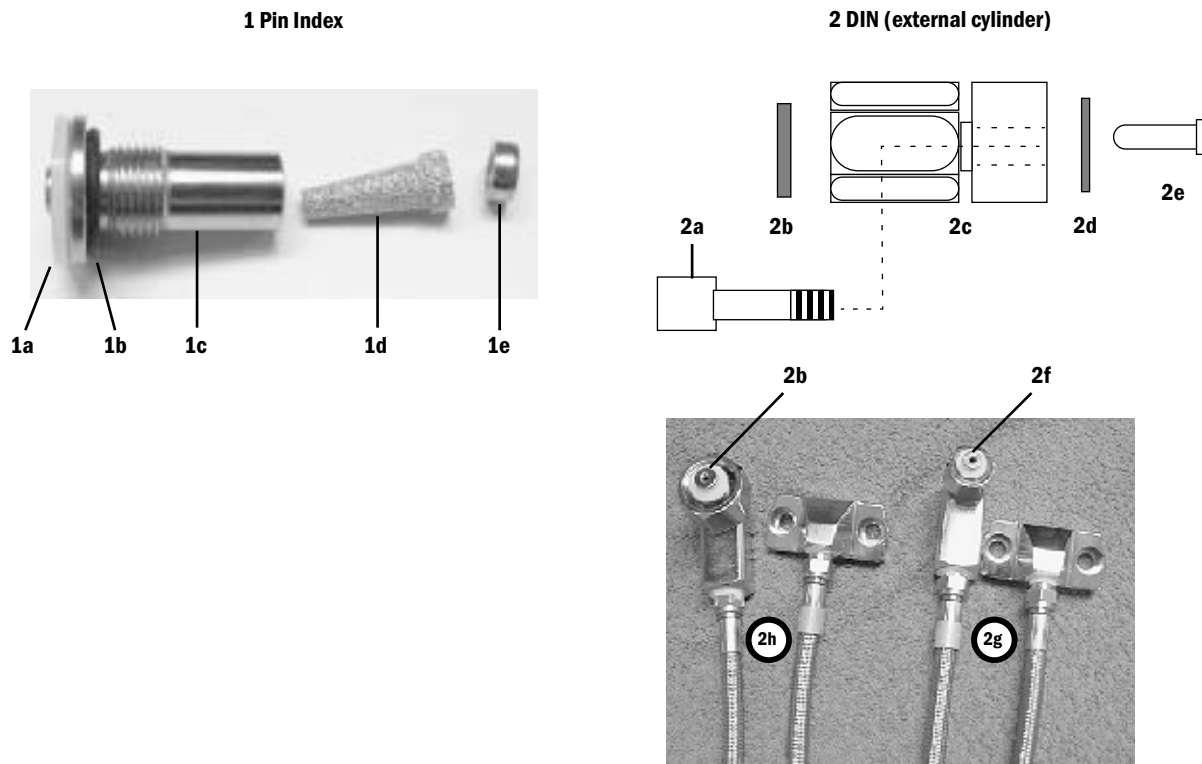 1 Pin Index
1a
1b
1c
1d
1e
2 DIN (external cylinder)
2a
2b
2c
2d
2e
2b
2f
2h
2g